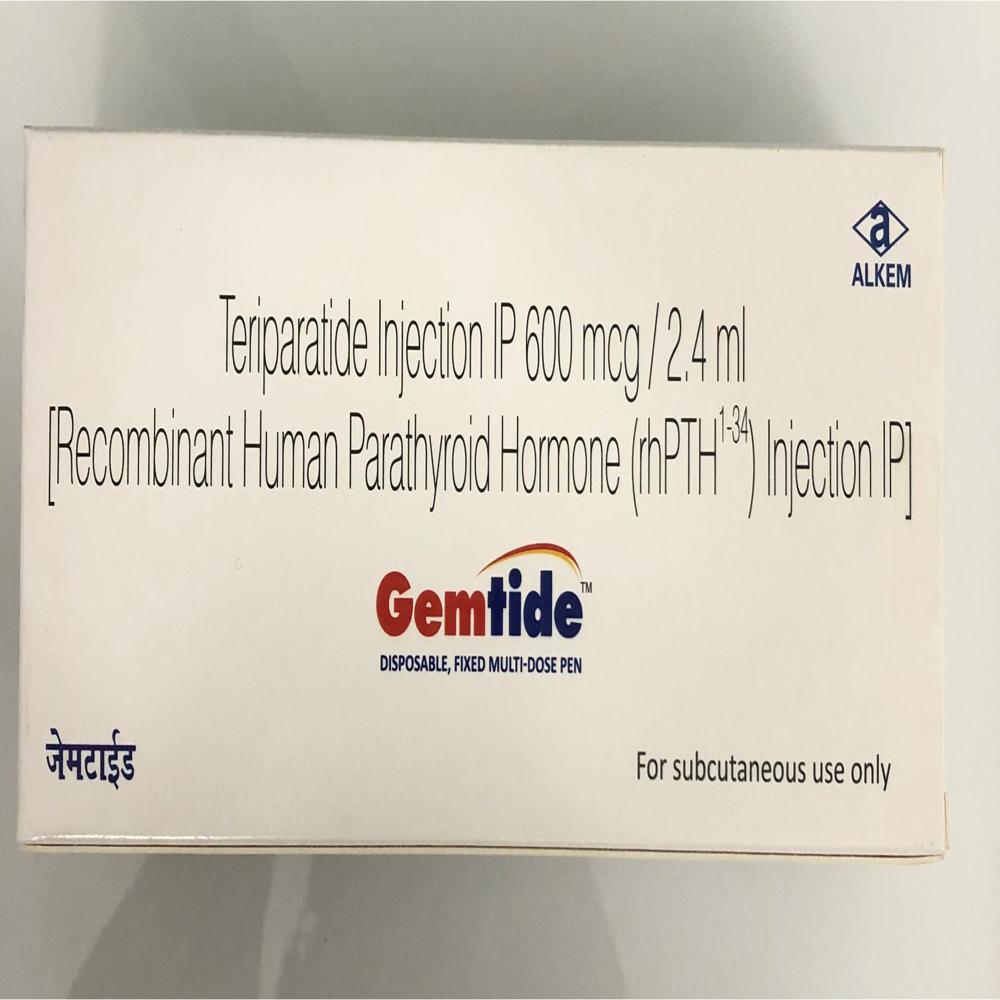 a
ALKEM
Teriparatide Injection IP 600 mcg / 2.4 ml
[Recombinant Human Parathyroid Hormone (rhPTH¹⁻³⁴) Injection IP]
Gemtide™
DISPOSABLE, FIXED MULTI-DOSE PEN
जेमटाईड
For subcutaneous use only